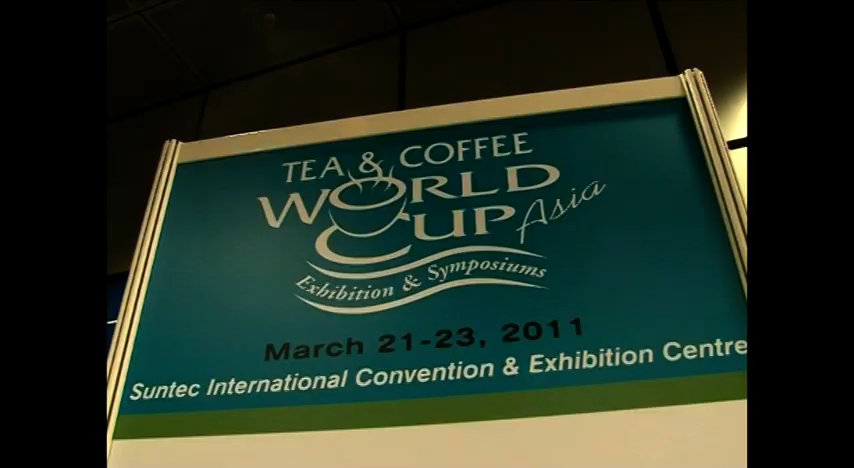 TEA & COFFEE
WORLD
CUP Asia
Exhibition & Symposiums
March 21-23, 2011
Suntec International Convention & Exhibition Centre